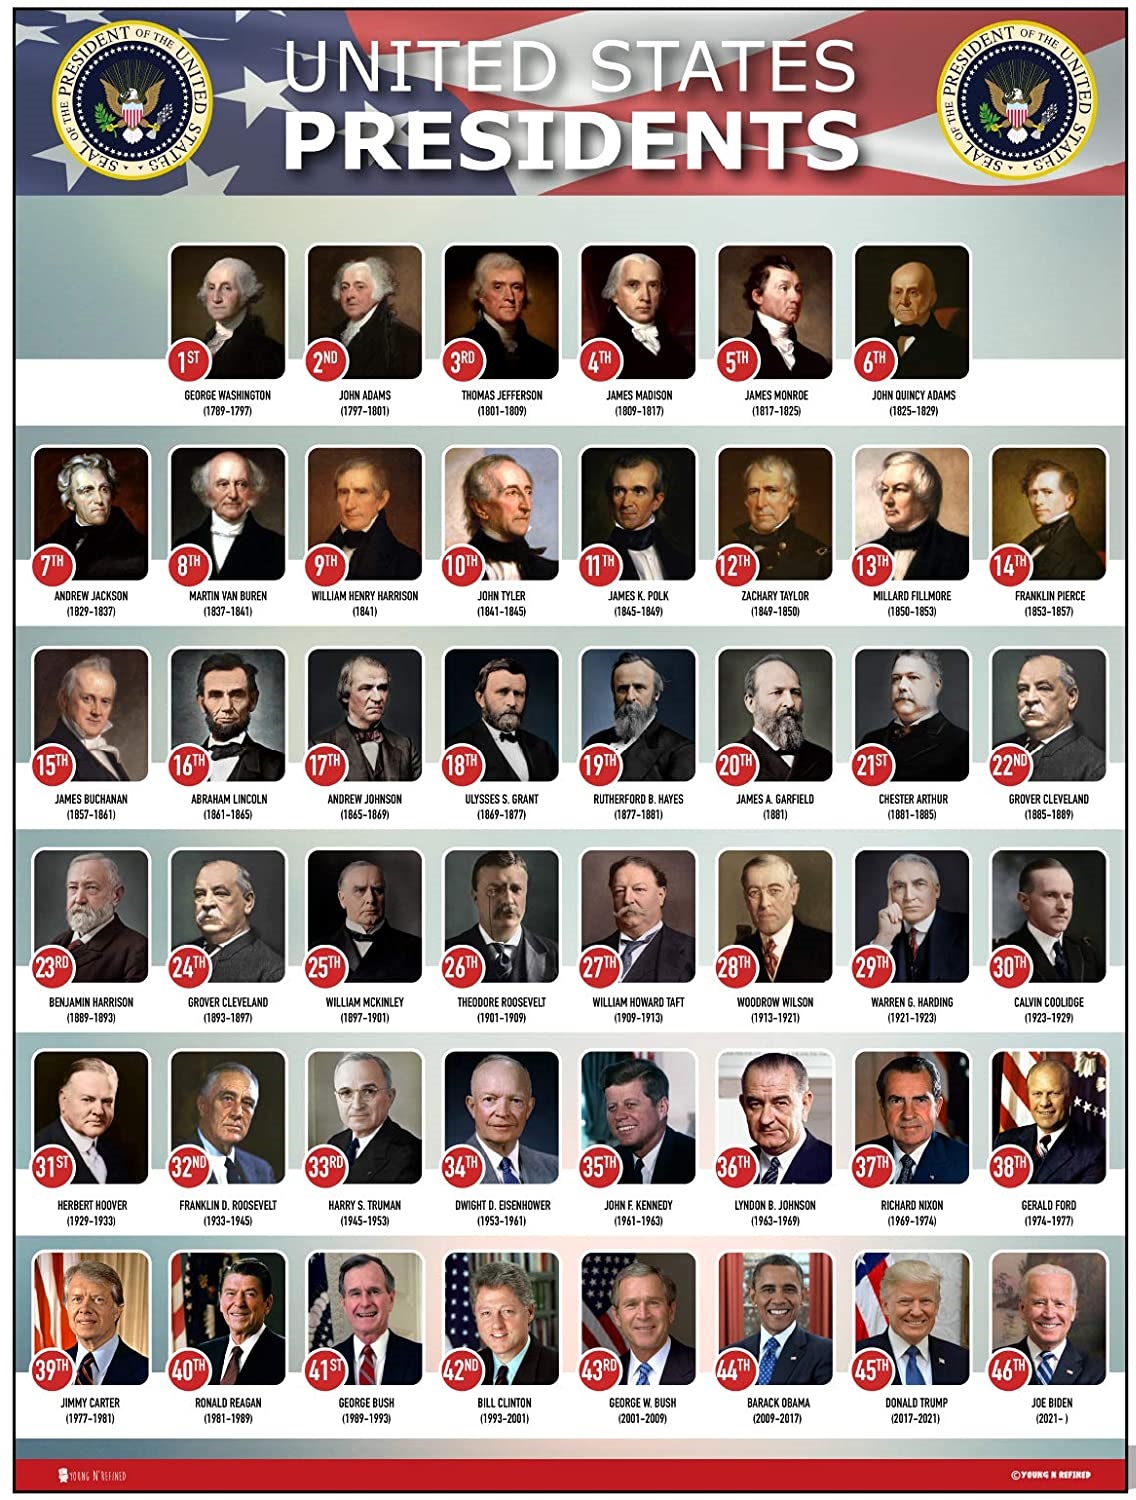 SEAL OF THE PRESIDENT OF THE UNITED STATES
UNITED STATES
PRESIDENTS
SEAL OF THE PRESIDENT OF THE UNITED STATES
1ST 2ND 3RD 4TH 5TH 6TH
GEORGE WASHINGTON JOHN ADAMS THOMAS JEFFERSON JAMES MADISON JAMES MONROE JOHN QUINCY ADAMS
(1789-1797) (1797-1801) (1801-1809) (1809-1817) (1817-1825) (1825-1829)
7TH 8TH 9TH 10TH 11TH 12TH 13TH 14TH
ANDREW JACKSON MARTIN VAN BUREN WILLIAM HENRY HARRISON JOHN TYLER JAMES K. POLK ZACHARY TAYLOR MILLARD FILLMORE FRANKLIN PIERCE
(1829-1837) (1837-1841) (1841) (1841-1845) (1845-1849) (1849-1850) (1850-1853) (1853-1857)
15TH 16TH 17TH 18TH 19TH 20TH 21ST 22ND
JAMES BUCHANAN ABRAHAM LINCOLN ANDREW JOHNSON ULYSSES S. GRANT RUTHERFORD B. HAYES JAMES A. GARFIELD CHESTER ARTHUR GROVER CLEVELAND
(1857-1861) (1861-1865) (1865-1869) (1869-1877) (1877-1881) (1881) (1881-1885) (1885-1889)
23RD 24TH 25TH 26TH 27TH 28TH 29TH 30TH
BENJAMIN HARRISON GROVER CLEVELAND WILLIAM MCKINLEY THEODORE ROOSEVELT WILLIAM HOWARD TAFT WOODROW WILSON WARREN G. HARDING CALVIN COOLIDGE
(1889-1893) (1893-1897) (1897-1901) (1901-1909) (1909-1913) (1913-1921) (1921-1923) (1923-1929)
31ST 32ND 33RD 34TH 35TH 36TH 37TH 38TH
HERBERT HOOVER FRANKLIN D. ROOSEVELT HARRY S. TRUMAN DWIGHT D. EISENHOWER JOHN F. KENNEDY LYNDON B. JOHNSON RICHARD NIXON GERALD FORD
(1929-1933) (1933-1945) (1945-1953) (1953-1961) (1961-1963) (1963-1969) (1969-1974) (1974-1977)
39TH 40TH 41ST 42ND 43RD 44TH 45TH 46TH
JIMMY CARTER RONALD REAGAN GEORGE BUSH BILL CLINTON GEORGE W. BUSH BARACK OBAMA DONALD TRUMP JOE BIDEN
(1977-1981) (1981-1989) (1989-1993) (1993-2001) (2001-2009) (2009-2017) (2017-2021) (2021- )
YOUNG N' REFINED ©YOUNG N REFINED